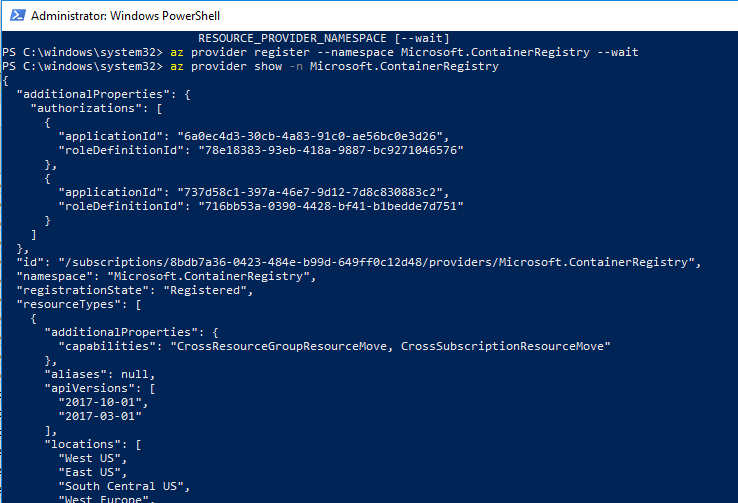 Administrator: Windows PowerShell
RESOURCE_PROVIDER_NAMESPACE [--wait]
PS C:\windows\system32> az provider register --namespace Microsoft.ContainerRegistry --wait
PS C:\windows\system32> az provider show -n Microsoft.ContainerRegistry
{
  "additionalProperties": {
    "authorizations": [
      {
        "applicationId": "6a0ec4d3-30cb-4a83-91c0-ae56bc0e3d26",
        "roleDefinitionId": "78e18383-93eb-418a-9887-bc9271046576"
      },
      {
        "applicationId": "737d58c1-397a-46e7-9d12-7d8c830883c2",
        "roleDefinitionId": "716bb53a-0390-4428-bf41-b1bedde7d751"
      }
    ]
  },
  "id": "/subscriptions/8bdb7a36-0423-484e-b99d-649ff0c12d48/providers/Microsoft.ContainerRegistry",
  "namespace": "Microsoft.ContainerRegistry",
  "registrationState": "Registered",
  "resourceTypes": [
    {
      "additionalProperties": {
        "capabilities": "CrossResourceGroupResourceMove, CrossSubscriptionResourceMove"
      },
      "aliases": null,
      "apiVersions": [
        "2017-10-01",
        "2017-03-01"
      ],
      "locations": [
        "West US",
        "East US",
        "South Central US",
        "West Europe",